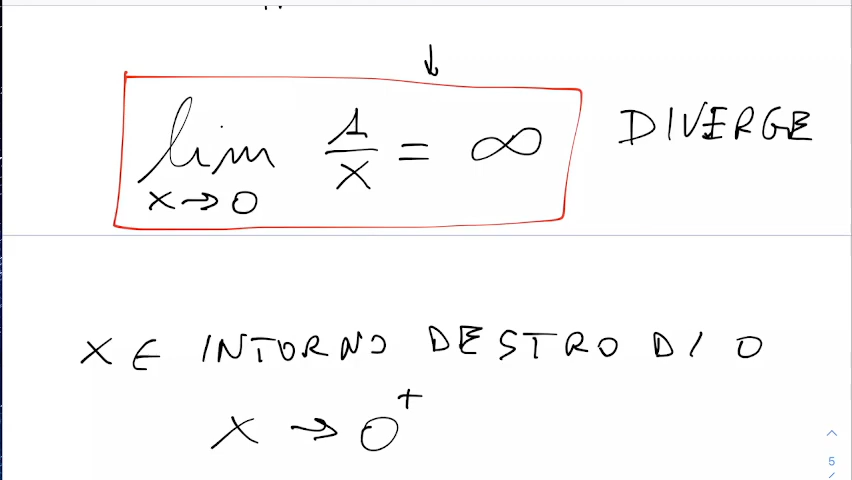 lim x→0 1/x = ∞ DIVERGE
X ∈ INTORNO DESTRO DI 0
X → 0⁺
5